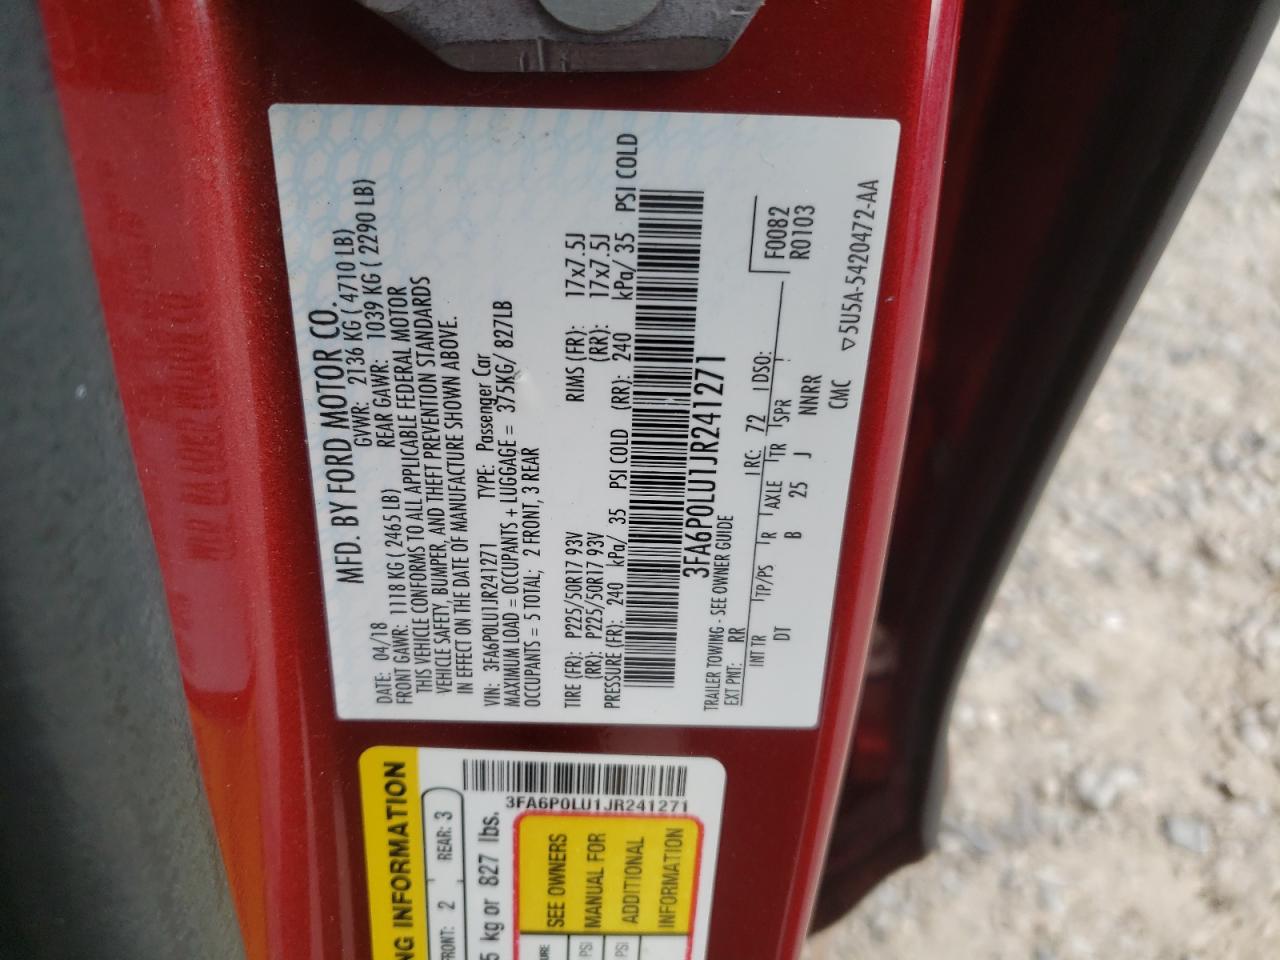 MFD. BY FORD MOTOR CO.
DATE: 04/18 GVWR: 2136 KG ( 4710 LB)
FRONT GAWR: 1118 KG ( 2465 LB) REAR GAWR: 1039 KG ( 2290 LB)
THIS VEHICLE CONFORMS TO ALL APPLICABLE FEDERAL MOTOR
VEHICLE SAFETY, BUMPER, AND THEFT PREVENTION STANDARDS
IN EFFECT ON THE DATE OF MANUFACTURE SHOWN ABOVE.
VIN: 3FA6P0LU1JR241271 TYPE: Passenger Car
MAXIMUM LOAD = OCCUPANTS + LUGGAGE = 375KG/ 827LB
OCCUPANTS = 5 TOTAL; 2 FRONT, 3 REAR
TIRE (FR): P225/50R17 93V RIMS (FR): 17x7.5J
(RR): P225/50R17 93V (RR): 17x7.5J
PRESSURE (FR): 240 kPa/ 35 PSI COLD (RR): 240 kPa/ 35 PSI COLD
3FA6P0LU1JR241271
TRAILER TOWING - SEE OWNER GUIDE
EXT PNT: RR RC: 72 DSO: F0082
INT TR TP/PS R AXLE TR SPR R0103
DT B 25 J NNRR
CMC ▽5U5A-5420472-AA
NG INFORMATION
FRONT: 2 REAR: 3
5 kg or 827 lbs.
3FA6P0LU1JR241271
SEE OWNERS
MANUAL FOR
ADDITIONAL
INFORMATION
PSI
PSI